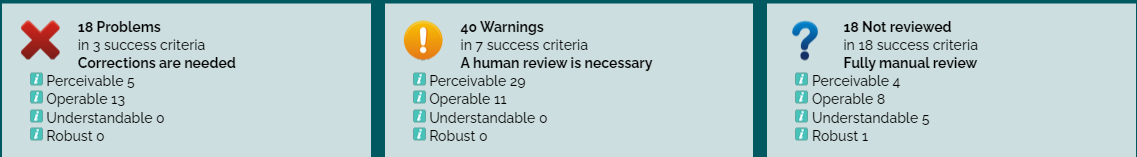 18 Problems
in 3 success criteria
Corrections are needed
Perceivable 5
Operable 13
Understandable 0
Robust 0
40 Warnings
in 7 success criteria
A human review is necessary
Perceivable 29
Operable 11
Understandable 0
Robust 0
18 Not reviewed
in 18 success criteria
Fully manual review
Perceivable 4
Operable 8
Understandable 5
Robust 1